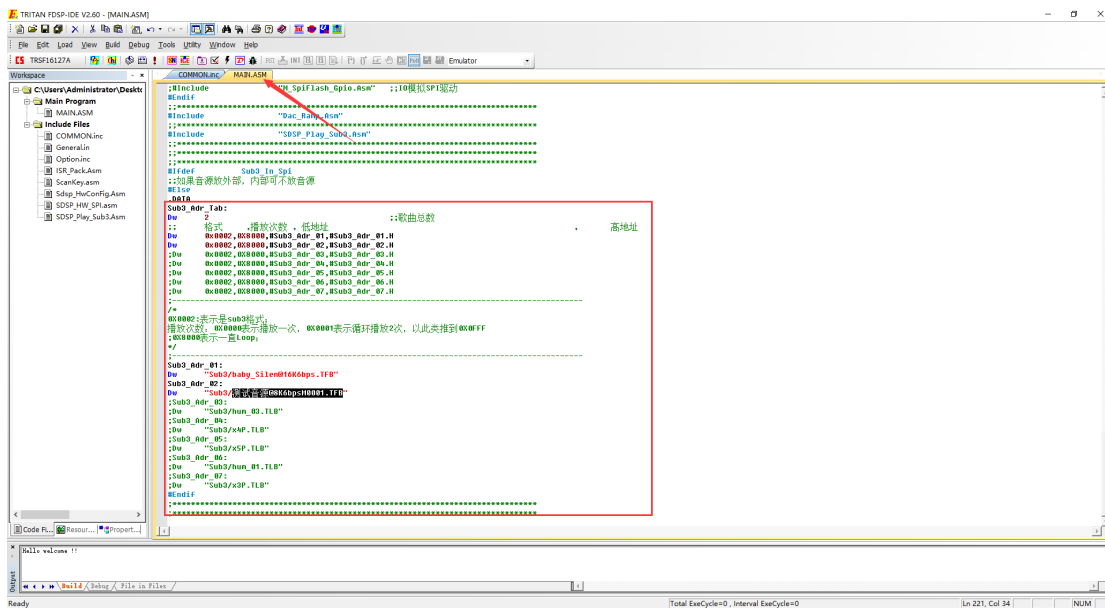 TRITAN FDSP-IDE V2.60 - [MAIN.ASM]
File Edit Load View Build Debug Tools Utility Window Help
TRSF16127A Emulator
Workspace
COMMON.inc MAIN.ASM
C:\Users\Administrator\Deskto
Main Program
MAIN.ASM
Include Files
COMMON.inc
General.in
Option.inc
ISR_Pack.Asm
ScanKey.asm
Sdsp_HwConFig.Asm
SDSP_HW_SPI.asm
SDSP_Play_Sub3.Asm
;#Include "M_SpiFlash_Gpio.Asm" ;;IO模拟SPI驱动
#Endif
#Include "Dac_Ramp.Asm"
#Include "SDSP_Play_Sub3.Asm"
#Ifdef Sub3_In_Spi
;;如果音源放外部，内部可不放音源
#Else
.DATA
Sub3_Adr_Tab:
Dw 2 ;;歌曲总数
;; 格式 ,播放次数 , 低地址 , 高地址
Dw 0x0002,0X8000,#Sub3_Adr_01,#Sub3_Adr_01.H
Dw 0x0002,0X8000,#Sub3_Adr_02,#Sub3_Adr_02.H
;Dw 0x0002,0X8000,#Sub3_Adr_03,#Sub3_Adr_03.H
;Dw 0x0002,0X8000,#Sub3_Adr_04,#Sub3_Adr_04.H
;Dw 0x0002,0X8000,#Sub3_Adr_05,#Sub3_Adr_05.H
;Dw 0x0002,0X8000,#Sub3_Adr_06,#Sub3_Adr_06.H
;Dw 0x0002,0X8000,#Sub3_Adr_07,#Sub3_Adr_07.H
/*
0X0002:表示是sub3格式;
播放次数: 0X0000表示播放一次, 0X0001表示循环播放2次, 以此类推到0X0FFF
;0X8000表示一直Loop;
*/
Sub3_Adr_01:
Dw "Sub3/baby_Silen@16K6bps.TFB"
Sub3_Adr_02:
Dw "Sub3/测试音源@8K6bpsM0001.TFB"
;Sub3_Adr_03:
;Dw "Sub3/hum_03.TLB"
;Sub3_Adr_04:
;Dw "Sub3/x4P.TLB"
;Sub3_Adr_05:
;Dw "Sub3/x5P.TLB"
;Sub3_Adr_06:
;Dw "Sub3/hum_01.TLB"
;Sub3_Adr_07:
;Dw "Sub3/x3P.TLB"
#Endif
Code Fi... Resour... Propert...
Hello welcome !!
Output
Build Debug File in Files
Ready Total ExeCycle=0 , Interval ExeCycle=0 Ln 221, Col 34 NUM